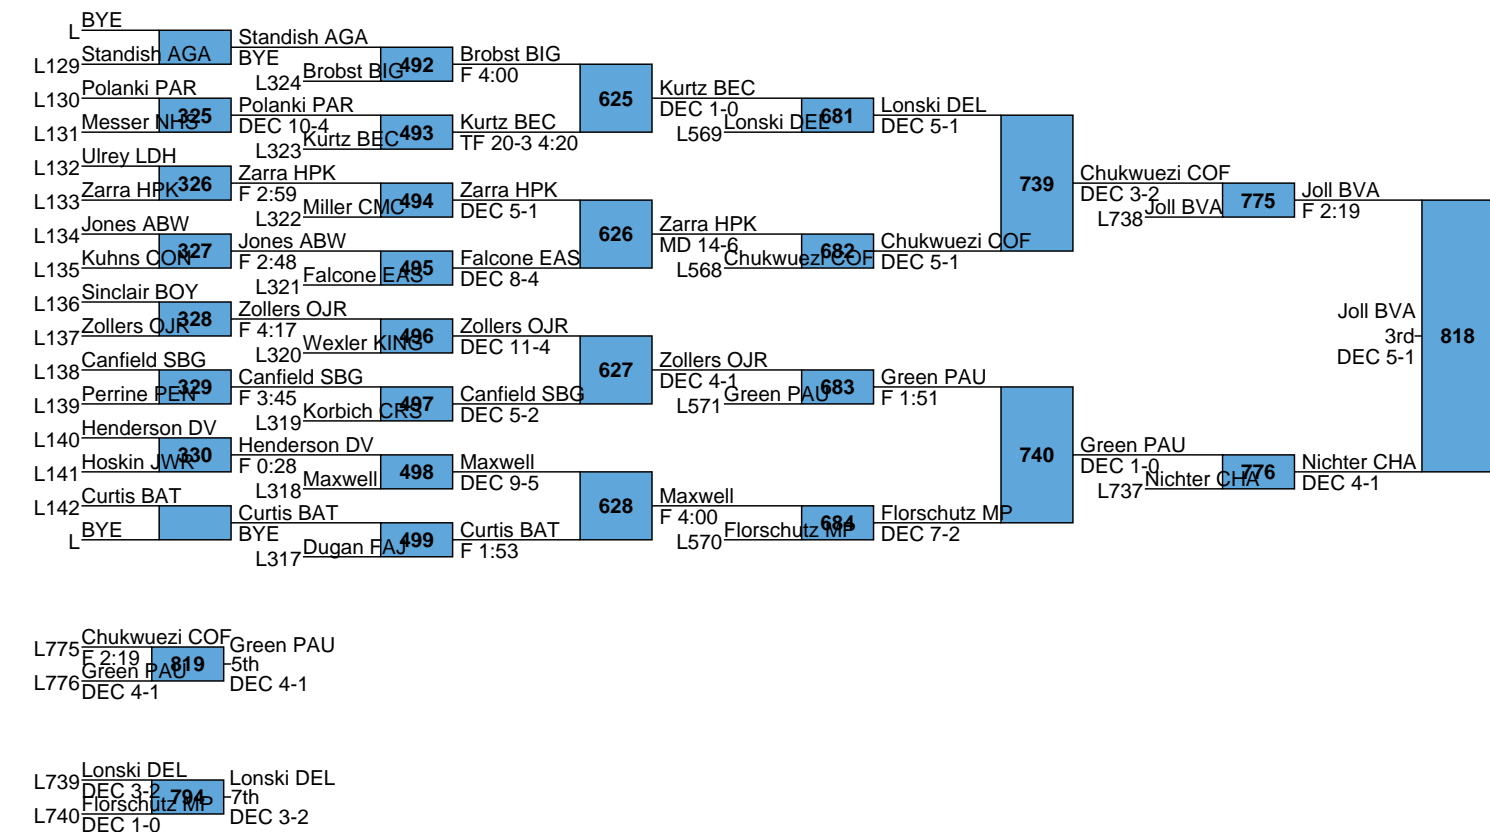 BYE
L
Standish AGA
L129
Standish AGA
BYE
492
L324
Brobst BIG
Brobst BIG
F 4:00
Polanki PAR
L130
325
Messer NHS
L131
Polanki PAR
DEC 10-4
493
L323
Kurtz BEC
Kurtz BEC
TF 20-3 4:20
625
Kurtz BEC
DEC 1-0
681
L569
Lonski DEL
Lonski DEL
DEC 5-1
Ulrey LDH
L132
326
Zarra HPK
L133
Zarra HPK
F 2:59
494
L322
Miller CMC
Zarra HPK
DEC 5-1
Jones ABW
L134
327
Kuhns CON
L135
Jones ABW
F 2:48
495
L321
Falcone EAS
Falcone EAS
DEC 8-4
626
Zarra HPK
MD 14-6
682
L568
Chukwuezi COF
Chukwuezi COF
DEC 5-1
739
Chukwuezi COF
DEC 3-2
775
L738
Joll BVA
Joll BVA
F 2:19
Sinclair BOY
L136
328
Zollers OJR
L137
Zollers OJR
F 4:17
496
L320
Wexler KING
Zollers OJR
DEC 11-4
Canfield SBG
L138
329
Perrine PEN
L139
Canfield SBG
F 3:45
497
L319
Korbich CRS
Canfield SBG
DEC 5-2
627
Zollers OJR
DEC 4-1
683
L571
Green PAU
Green PAU
F 1:51
Henderson DV
L140
330
Hoskin JWR
L141
Henderson DV
F 0:28
498
L318
Maxwell
Maxwell
DEC 9-5
Curtis BAT
L142
BYE
L
Curtis BAT
BYE
499
L317
Dugan FAJ
Curtis BAT
F 1:53
628
Maxwell
F 4:00
684
L570
Florschutz MP
Florschutz MP
DEC 7-2
740
Green PAU
DEC 1-0
776
L737
Nichter CHA
Nichter CHA
DEC 4-1
Joll BVA
3rd
DEC 5-1
818
Chukwuezi COF
L775
F 2:19
819
Green PAU
L776
DEC 4-1
Green PAU
5th
DEC 4-1
Lonski DEL
L739
DEC 3-2
794
Florschutz MP
L740
DEC 1-0
Lonski DEL
7th
DEC 3-2